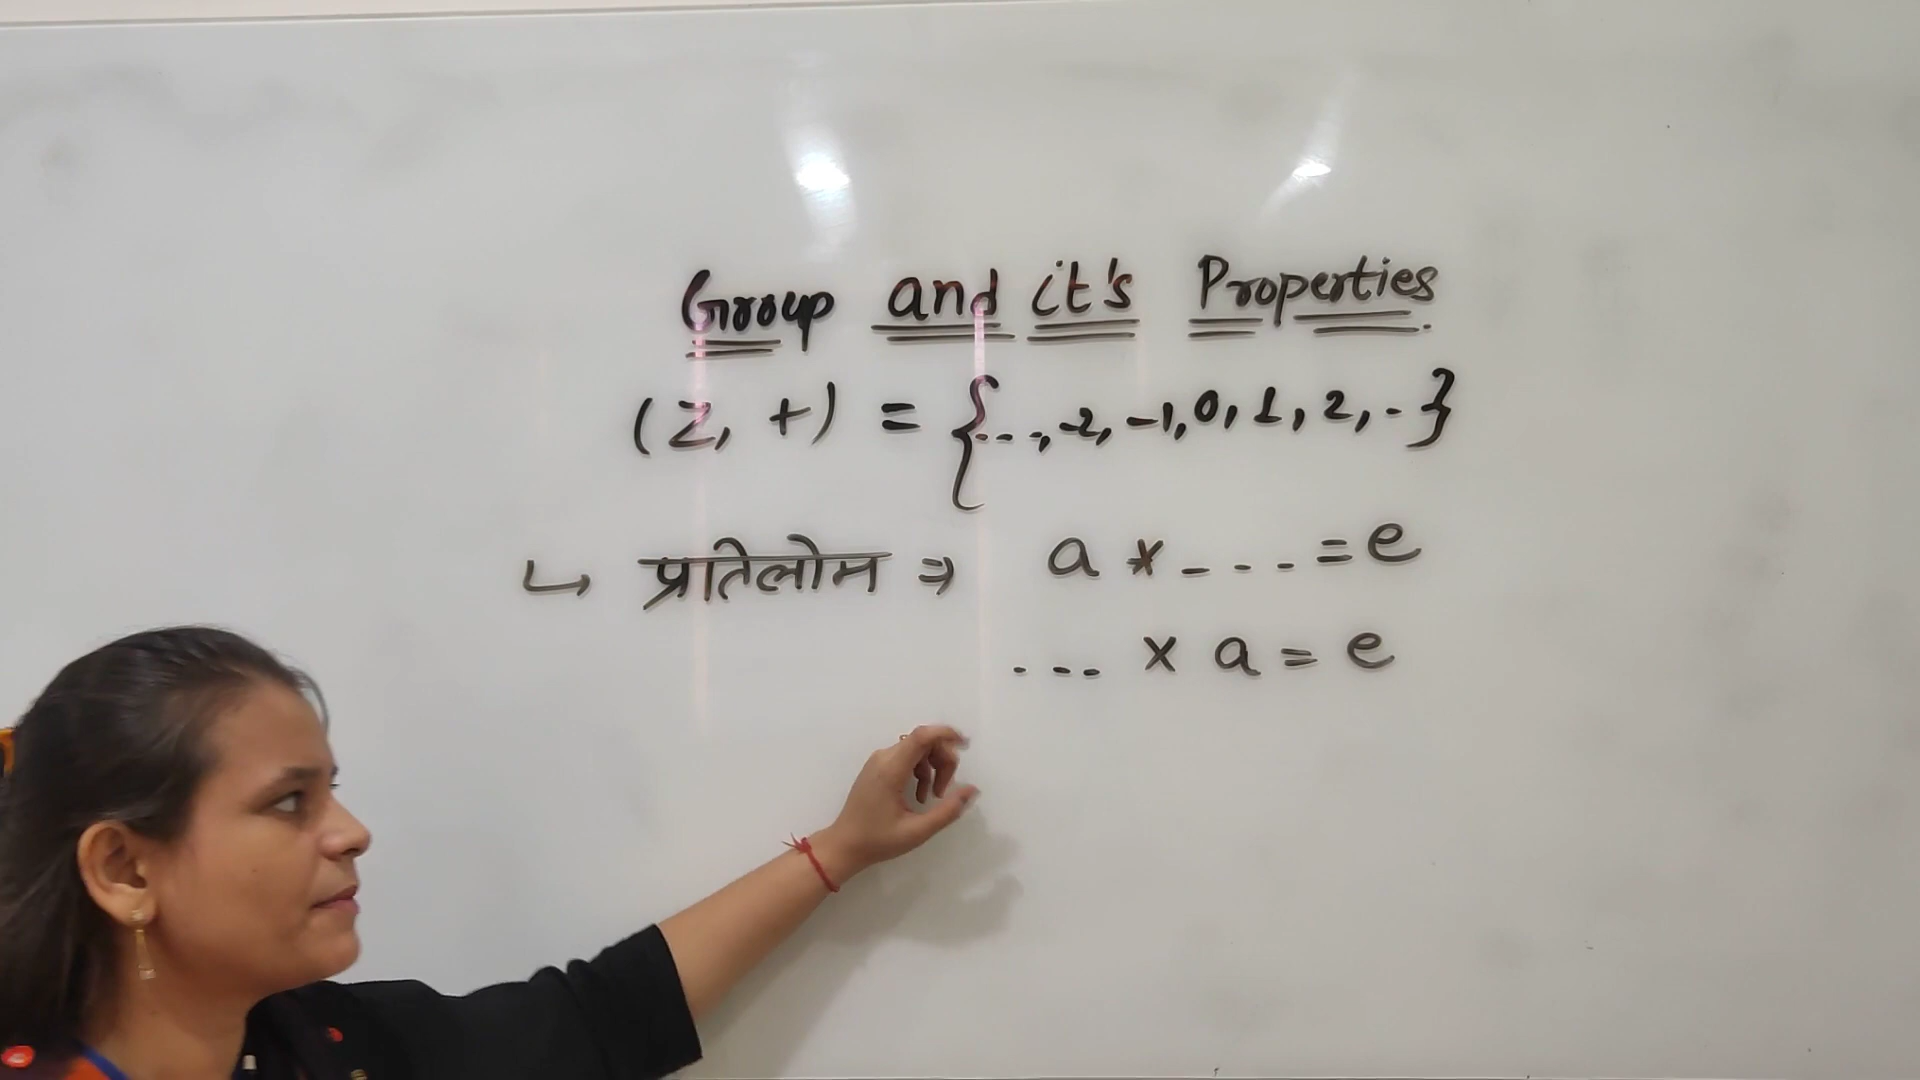 Group and it's Properties
(Z, +) = {..., -2, -1, 0, 1, 2, . }
↳ प्रतिलोम ⇒ a * - - - - = e
... × a = e